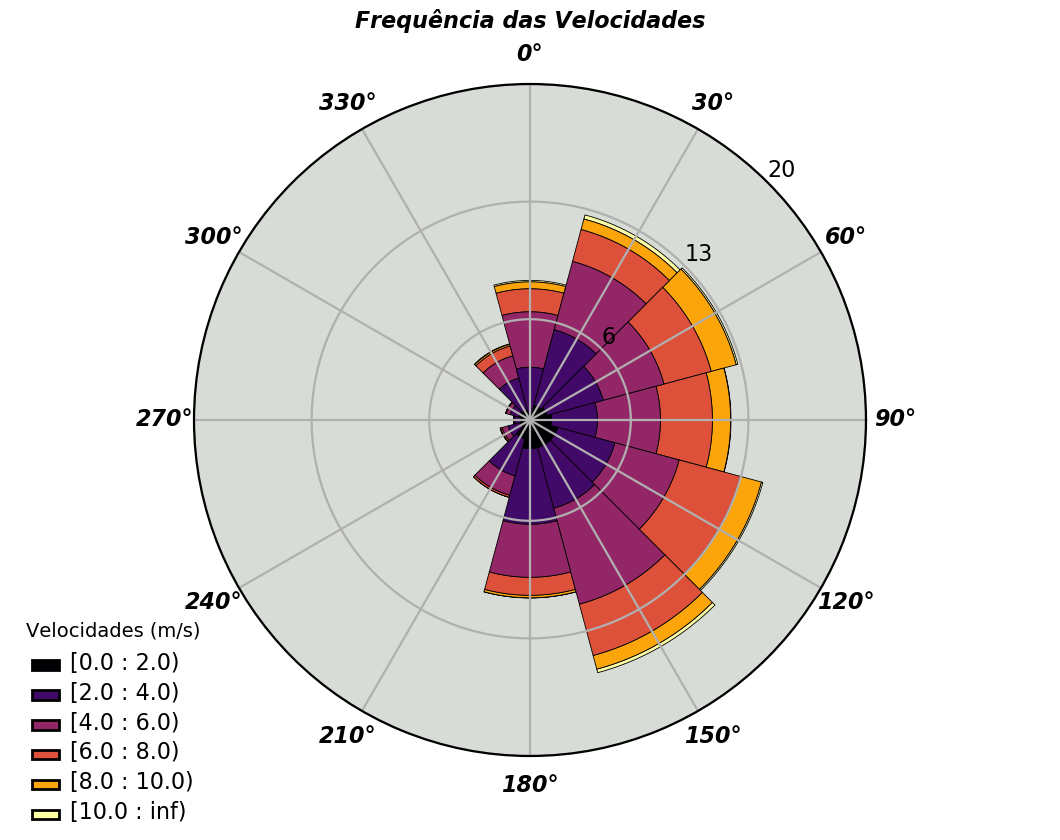 Frequência das Velocidades
0°
330°
30°
20
300°
60°
13
6
270°
90°
240°
120°
210°
150°
180°
Velocidades (m/s)
[0.0 : 2.0)
[2.0 : 4.0)
[4.0 : 6.0)
[6.0 : 8.0)
[8.0 : 10.0)
[10.0 : inf)